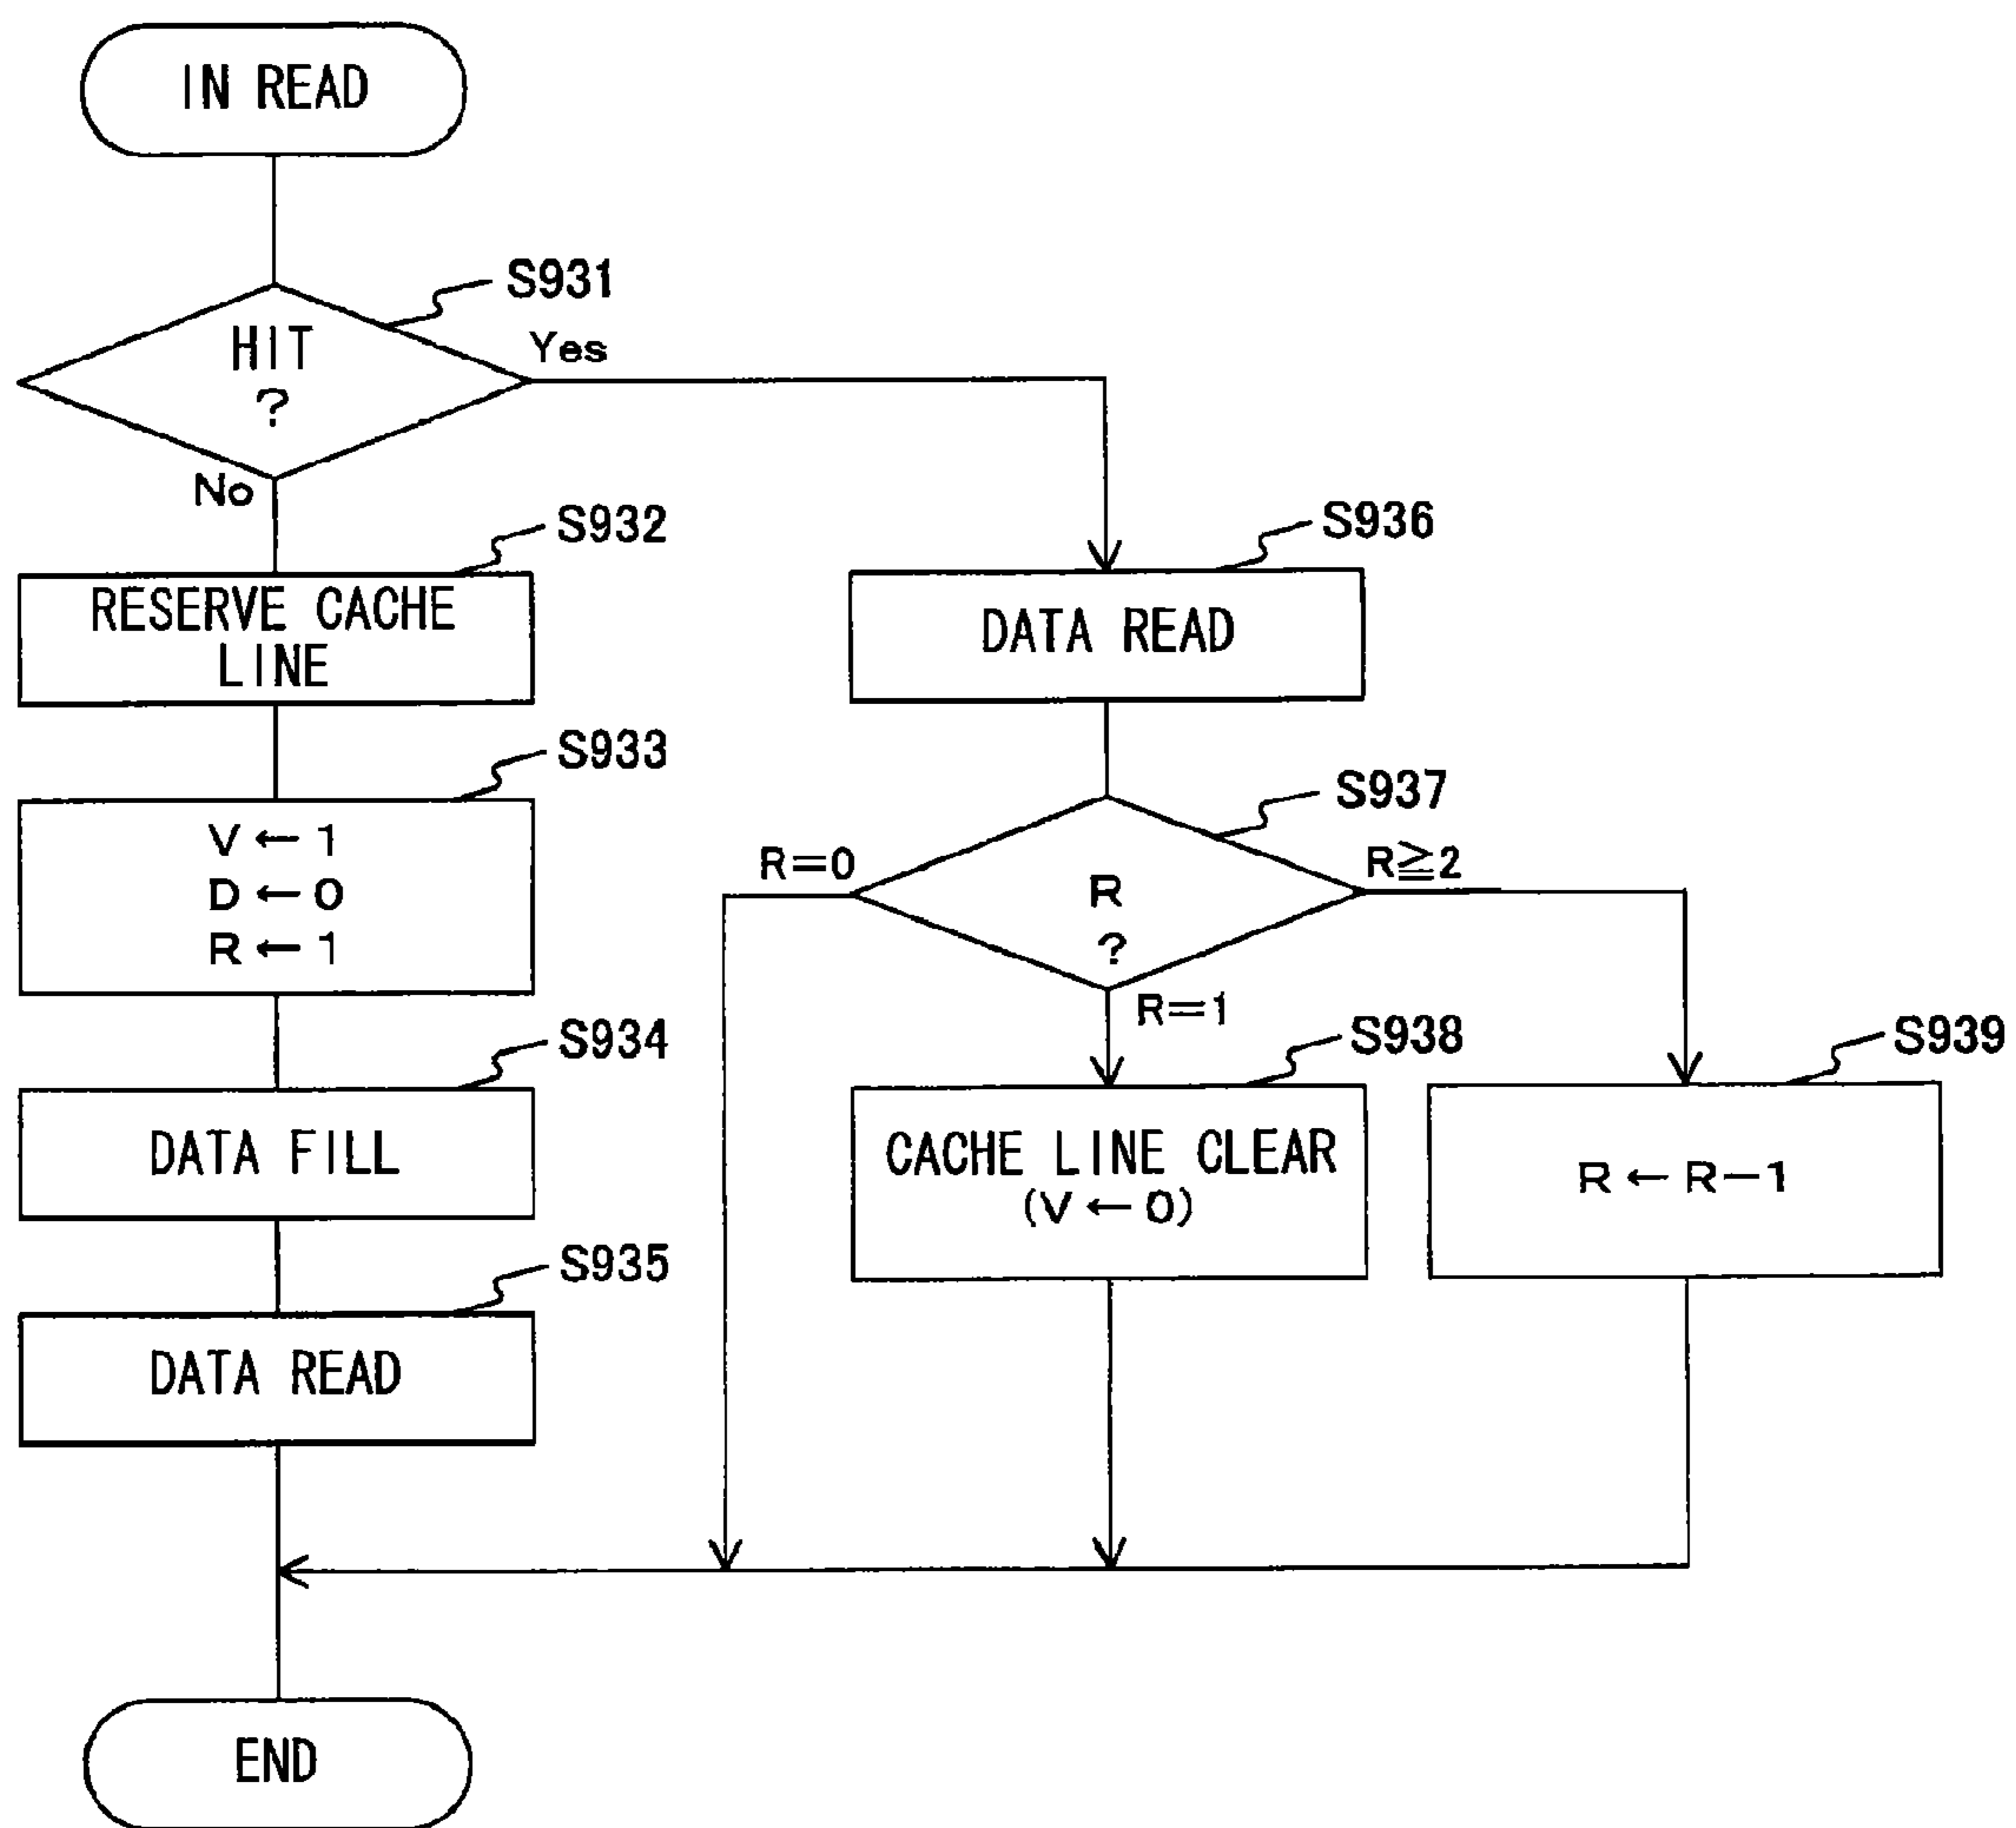 IN READ
S931
HIT
?
Yes
No
S932
RESERVE CACHE
LINE
S933
V ← 1
D ← 0
R ← 1
S934
DATA FILL
S935
DATA READ
S936
DATA READ
S937
R
?
R=0
R=1
R≧2
S938
CACHE LINE CLEAR
(V ← 0)
S939
R ← R-1
END